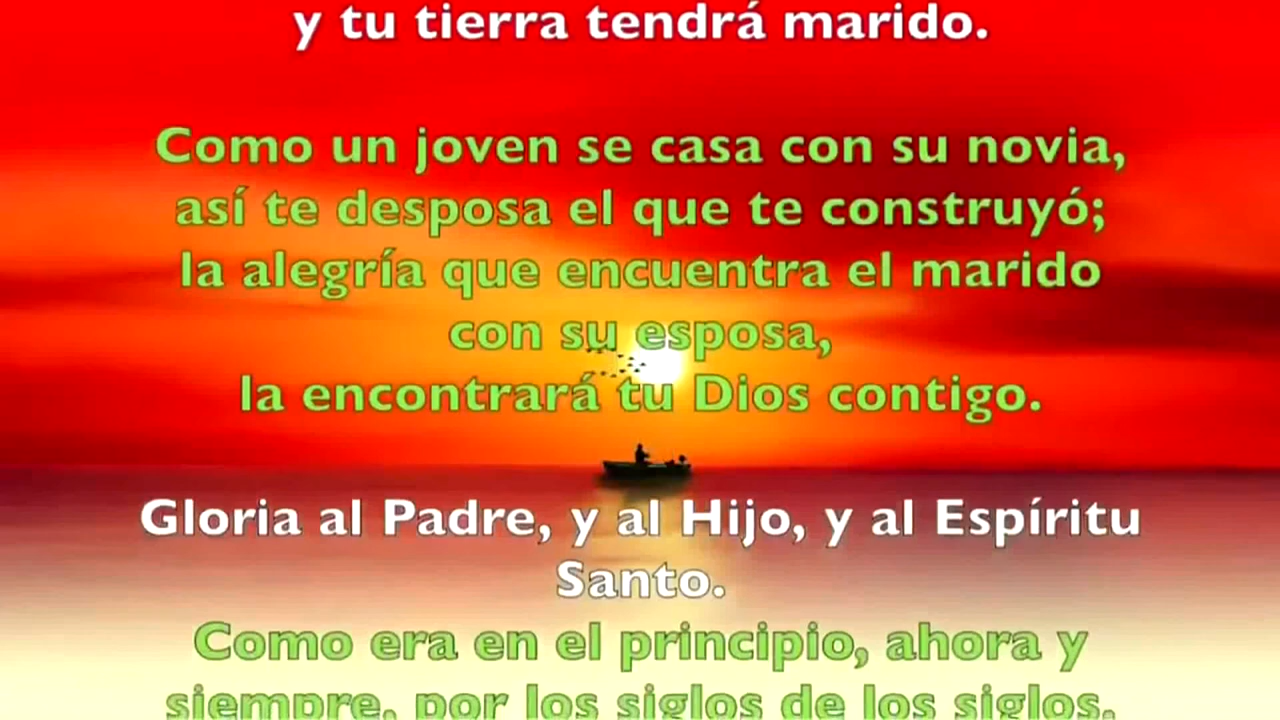 y tu tierra tendrá marido.
Como un joven se casa con su novia,
así te desposa el que te construyó;
la alegría que encuentra el marido
con su esposa,
la encontrará tu Dios contigo.
Gloria al Padre, y al Hijo, y al Espíritu
Santo.
Como era en el principio, ahora y
siempre, por los siglos de los siglos.